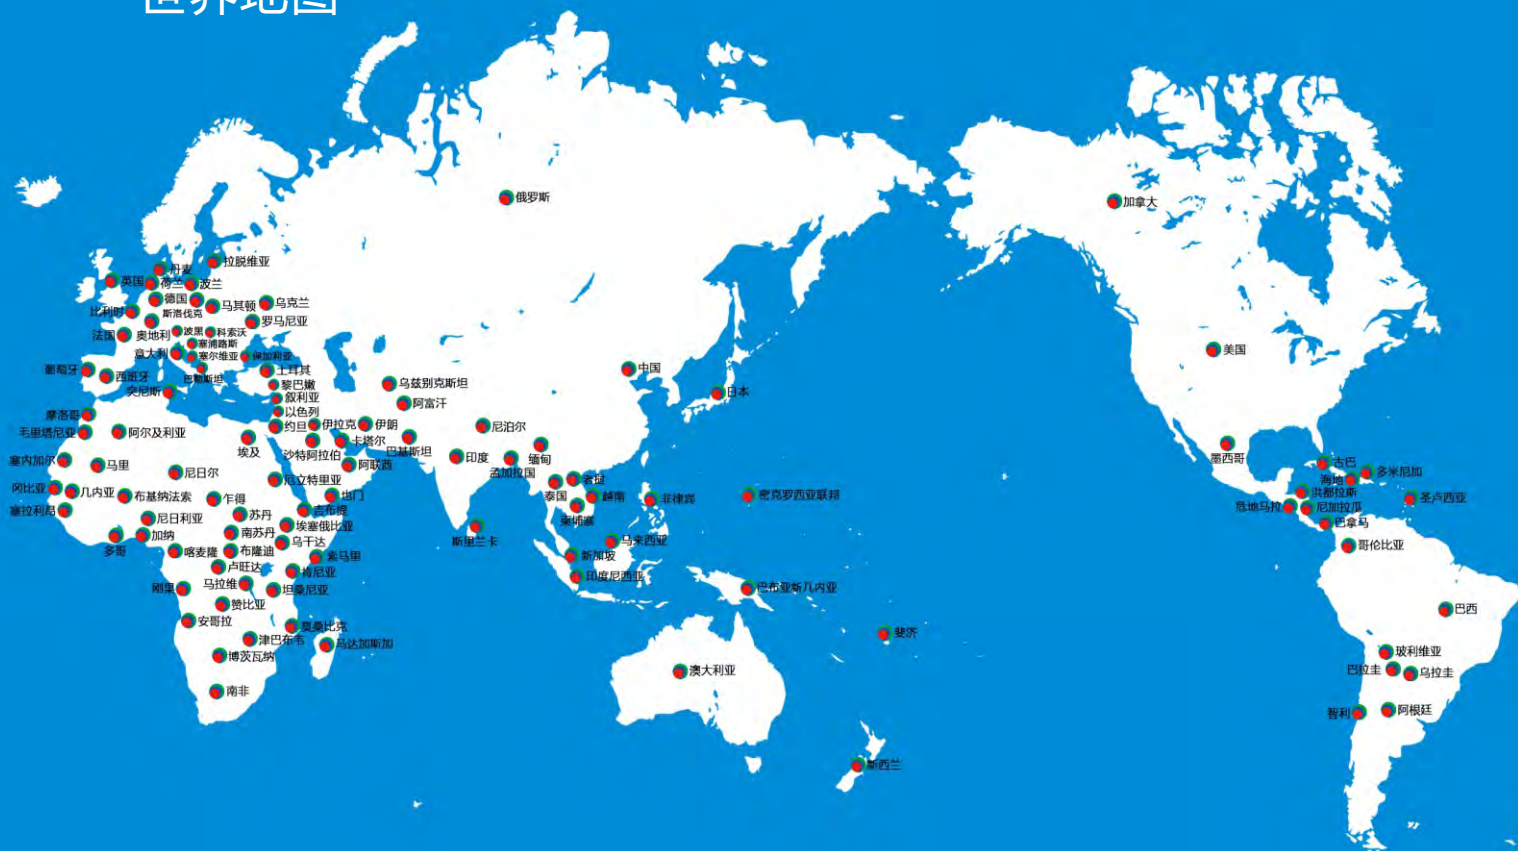 世界地图
俄罗斯
加拿大
拉脱维亚
丹麦
英国
荷兰
波兰
德国
马其顿
乌克兰
比利时
斯洛伐克
罗马尼亚
法国
奥地利
波黑
科索沃
塞浦路斯
意大利
塞尔维亚
保加利亚
美国
葡萄牙
西班牙
巴勒斯坦
土耳其
中国
突尼斯
黎巴嫩
乌兹别克斯坦
日本
叙利亚
阿富汗
摩洛哥
以色列
毛里塔尼亚
阿尔及利亚
约旦
伊拉克
伊朗
尼泊尔
埃及
沙特阿拉伯
卡塔尔
巴基斯坦
印度
孟加拉国
缅甸
墨西哥
古巴
塞内加尔
马里
尼日尔
阿联酋
多米尼加
海地
厄立特里亚
老挝
冈比亚
几内亚
布基纳法索
乍得
也门
泰国
越南
菲律宾
密克罗西亚联邦
洪都拉斯
圣卢西亚
塞拉利昂
苏丹
吉布提
柬埔寨
危地马拉
尼加拉瓜
尼日利亚
埃塞俄比亚
斯里兰卡
巴拿马
多哥
加纳
南苏丹
乌干达
马来西亚
哥伦比亚
喀麦隆
布隆迪
索马里
新加坡
卢旺达
肯尼亚
印度尼西亚
刚果
马拉维
坦桑尼亚
巴布亚新几内亚
赞比亚
巴西
安哥拉
莫桑比克
斐济
津巴布韦
马达加斯加
博茨瓦纳
玻利维亚
澳大利亚
巴拉圭
乌拉圭
南非
智利
阿根廷
斯西兰